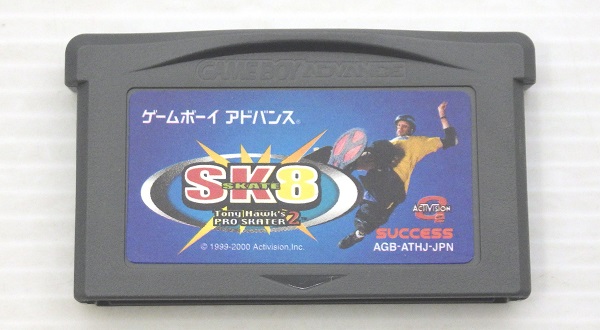 GAME BOY ADVANCE
ゲームボーイ アドバンス®
SK8
SKATE
Tony Hawk's
PRO SKATER 2
© 1999-2000 Activision, Inc.
ACTIVISION
O2
SUCCESS
AGB-ATHJ-JPN